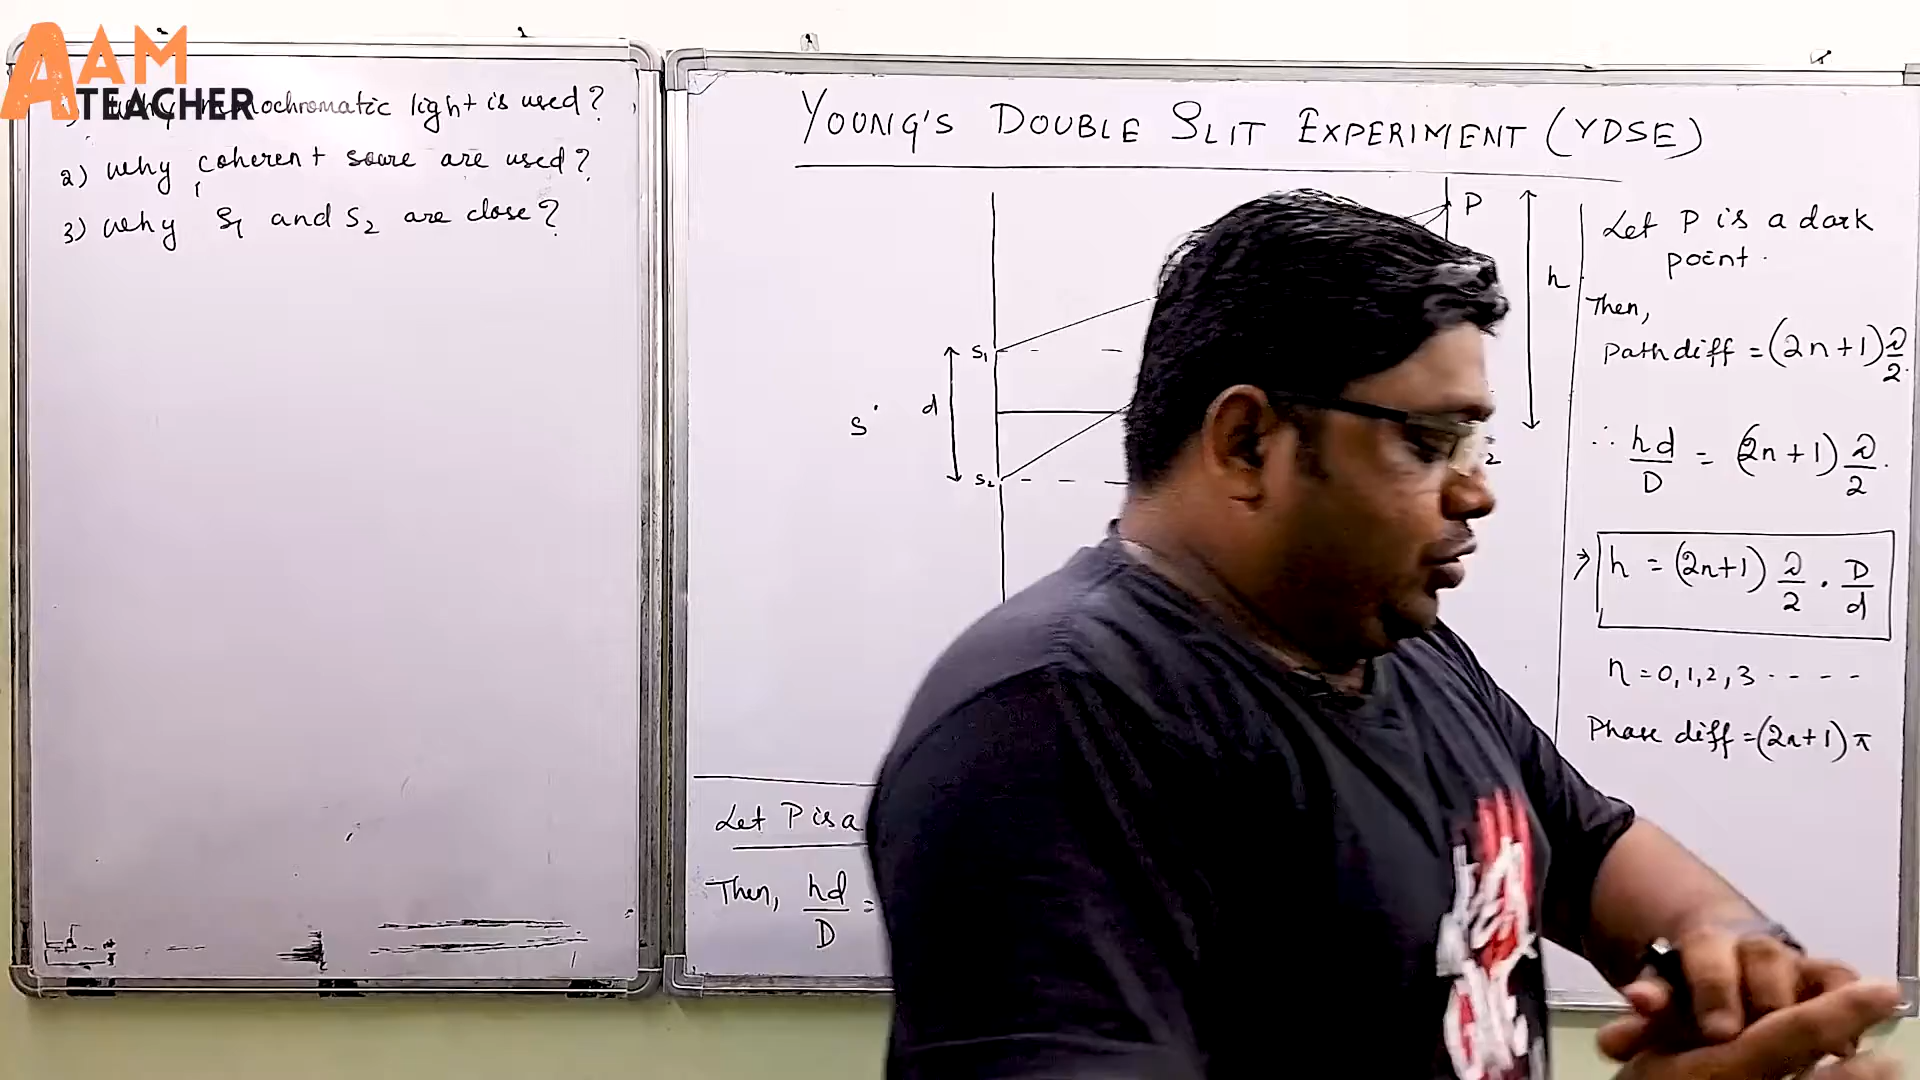 AAM
TEACHER
monochromatic light is used?
2) why coherent soure are used?
3) why S1 and S2 are close?
YOUNG'S DOUBLE SLIT EXPERIMENT (YDSE)
P
h
S1
d
S
S2
2
Let P is a
Then, hd/D =
Let P is a dark
point.
Then,
Path diff = (2n+1) λ/2.
∴ hd/D = (2n+1) λ/2.
⇒ h = (2n+1) λ/2 . D/d
n = 0,1,2,3 - - - -
Phase diff = (2n+1) π